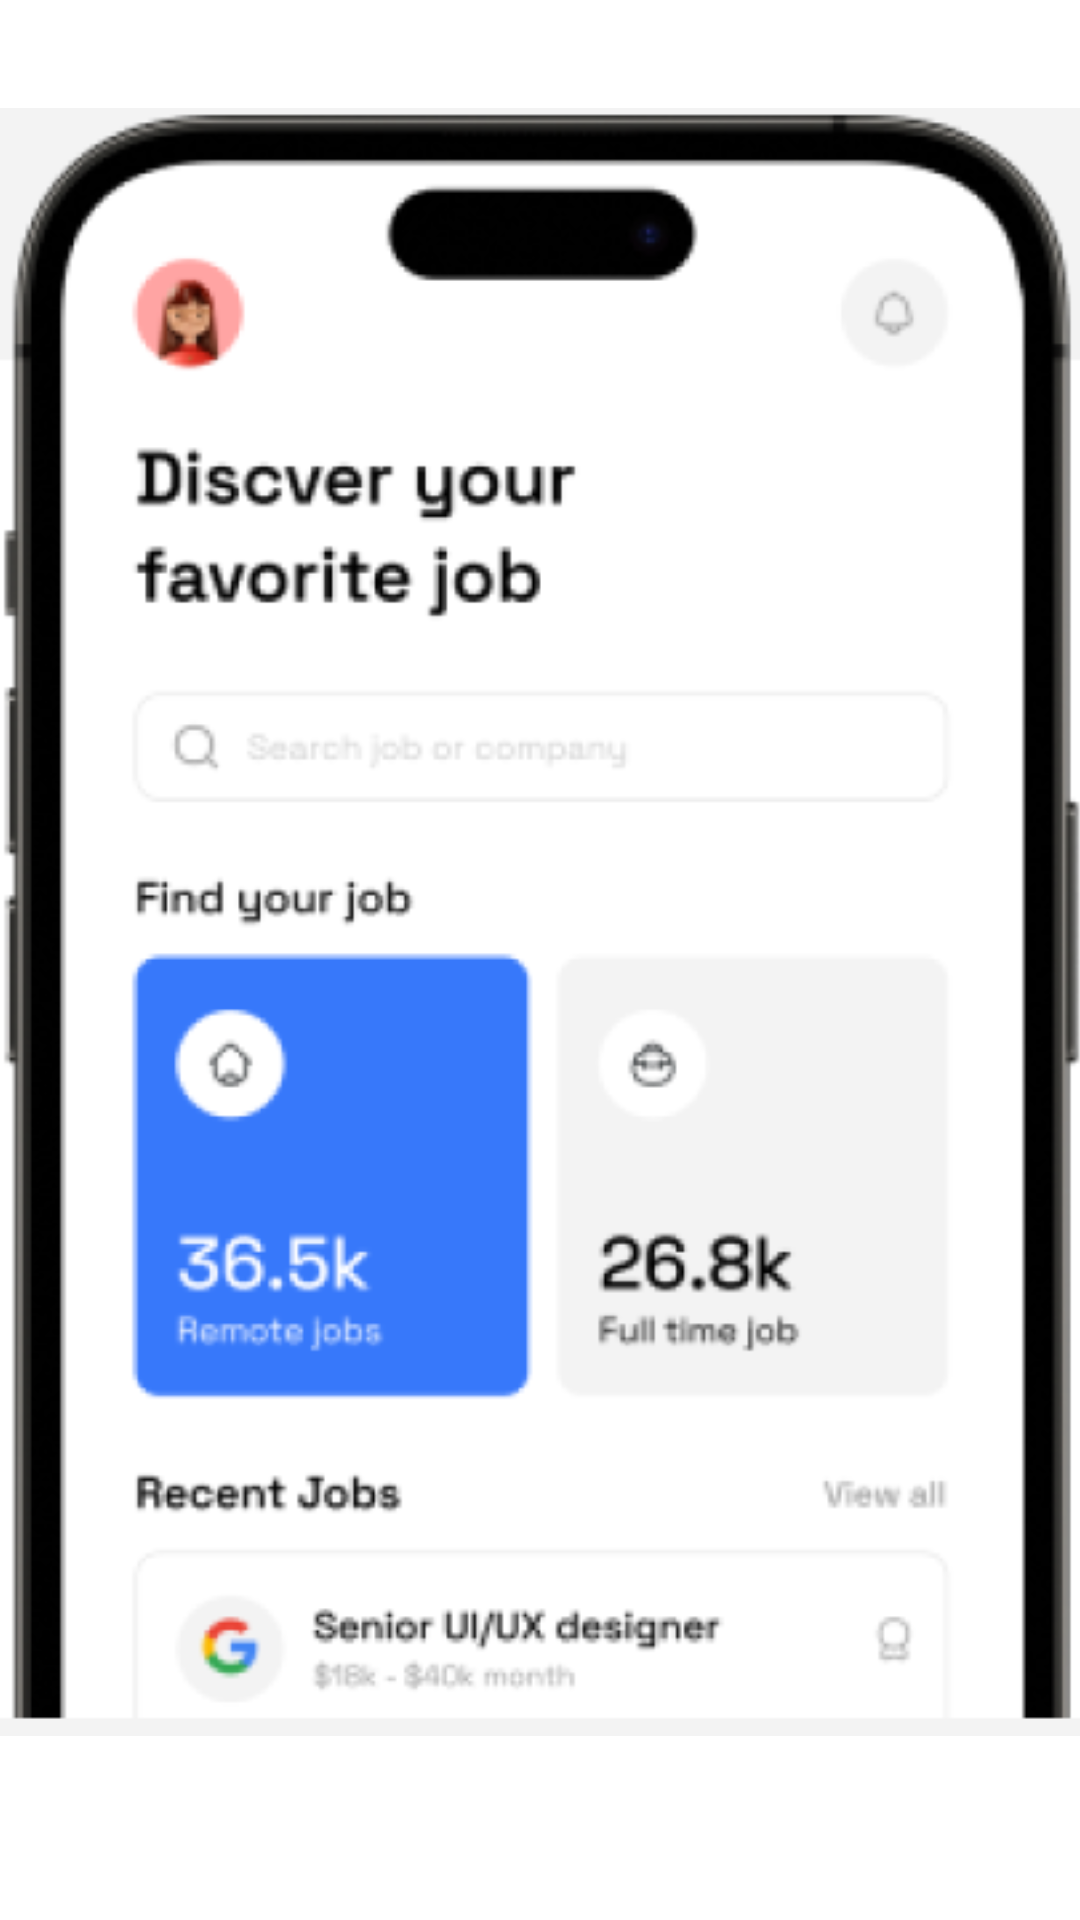 Discver your
favorite job
Search job or company
Find your job
36.5k
Remote jobs
26.8k
Full time job
Recent Jobs
View all
Senior UI/UX designer
$18k - $40k month